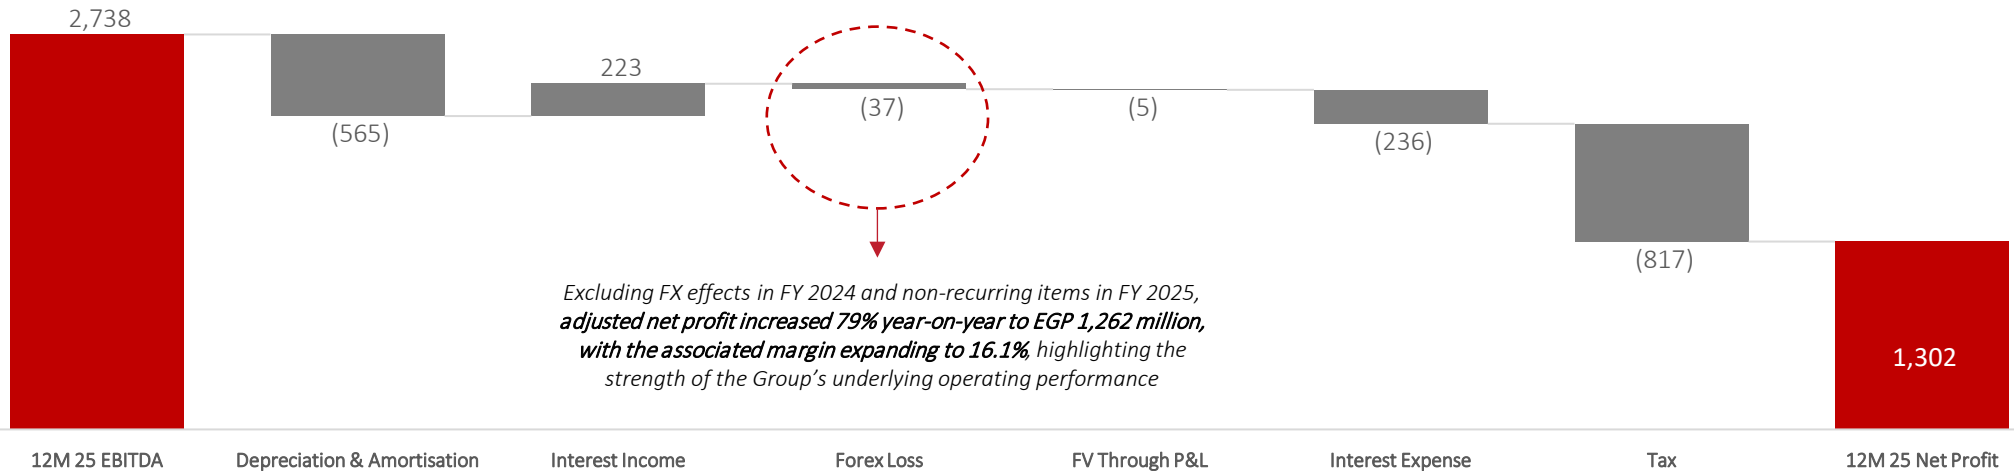 2,738
(565)
223
(37)
(5)
(236)
(817)
1,302
Excluding FX effects in FY 2024 and non-recurring items in FY 2025,
adjusted net profit increased 79% year-on-year to EGP 1,262 million,
with the associated margin expanding to 16.1%, highlighting the
strength of the Group's underlying operating performance
12M 25 EBITDA
Depreciation & Amortisation
Interest Income
Forex Loss
FV Through P&L
Interest Expense
Tax
12M 25 Net Profit